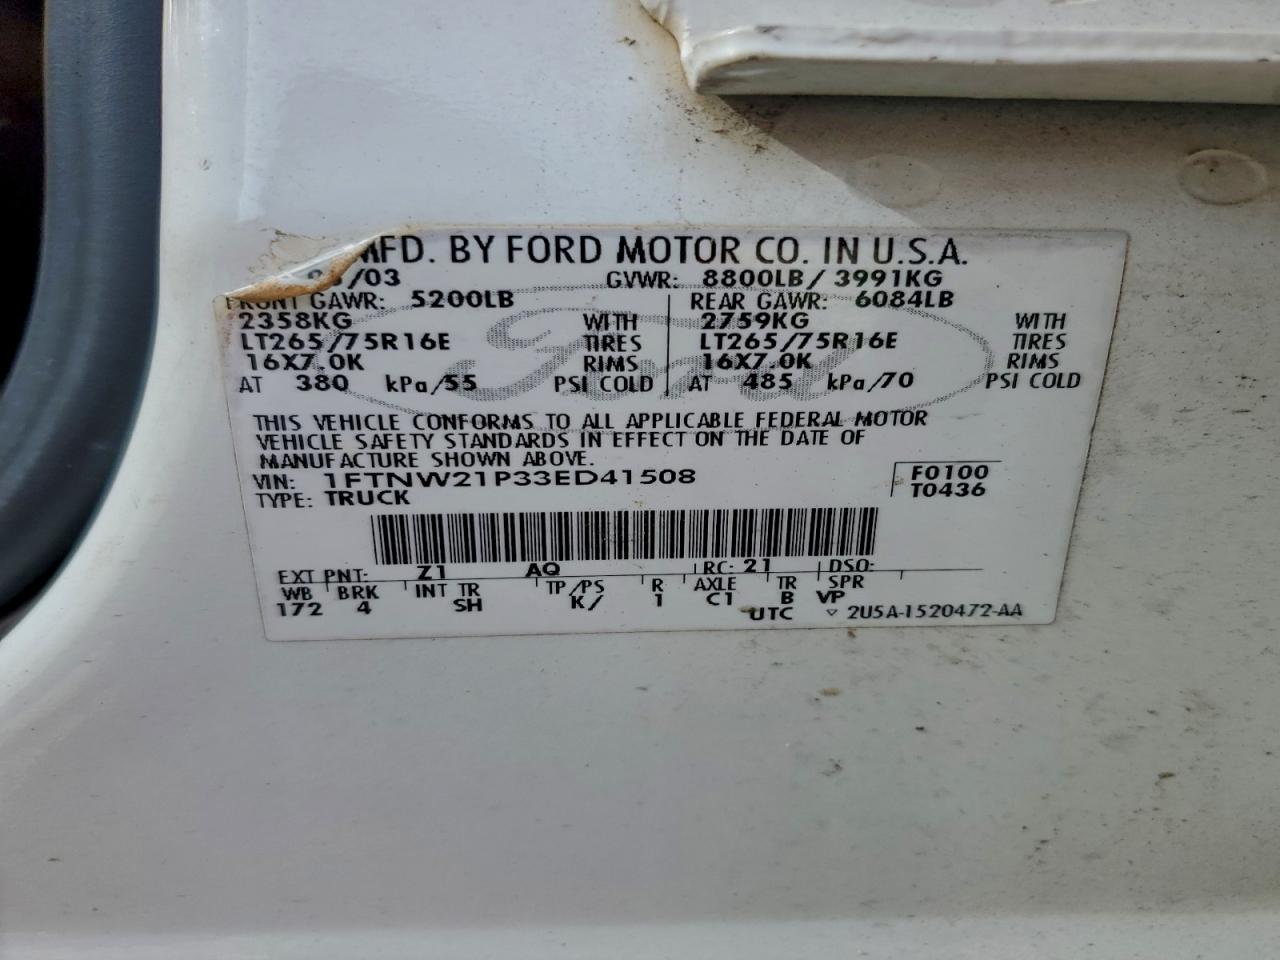 MFD. BY FORD MOTOR CO. IN U.S.A.
/03 GVWR: 8800LB/ 3991KG
FRONT GAWR: 5200LB REAR GAWR: 6084LB
2358KG WITH 2759KG WITH
LT265/75R16E TIRES LT265/75R16E TIRES
16X7.0K RIMS 16X7.0K RIMS
AT 380 kPa/55 PSI COLD AT 485 kPa/70 PSI COLD
Ford
THIS VEHICLE CONFORMS TO ALL APPLICABLE FEDERAL MOTOR
VEHICLE SAFETY STANDARDS IN EFFECT ON THE DATE OF
MANUFACTURE SHOWN ABOVE.
VIN: 1FTNW21P33ED41508 F0100
TYPE: TRUCK T0436
EXT PNT: Z1 AQ RC: 21 DSO:
WB BRK INT TR TP/PS R AXLE TR SPR
172 4 SH K/ 1 C1 B VP
UTC ▽ 2U5A-1520472-AA